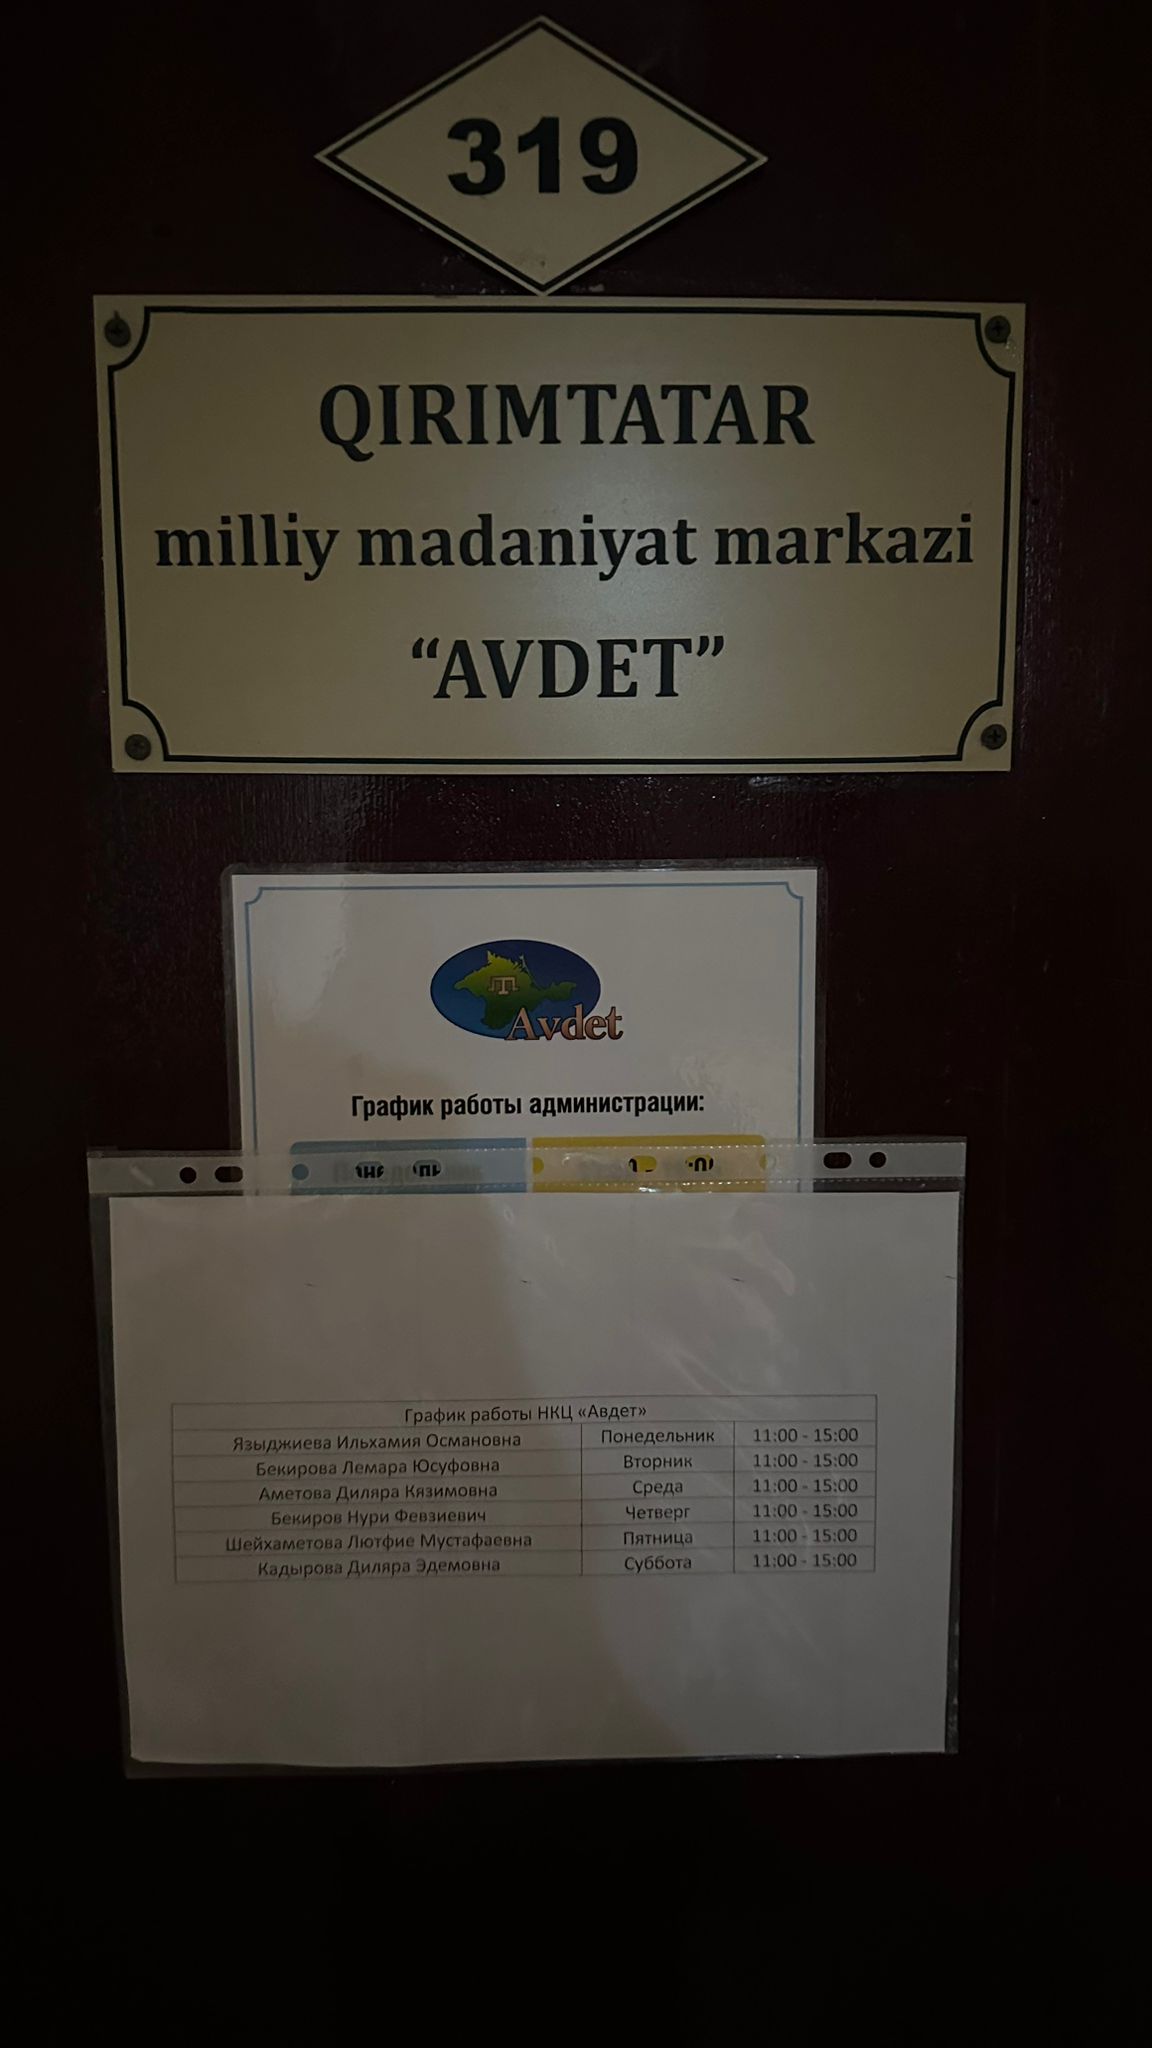 319
QIRIMTATAR
milliy madaniyat markazi
“AVDET”
Avdet
График работы администрации:
График работы НКЦ «Авдет»
Языджиева Ильхамия Османовна Понедельник 11:00 - 15:00
Бекирова Лемара Юсуфовна Вторник 11:00 - 15:00
Аметова Диляра Кязимовна Среда 11:00 - 15:00
Бекиров Нури Февзиевич Четверг 11:00 - 15:00
Шейхаметова Лютфие Мустафаевна Пятница 11:00 - 15:00
Кадырова Диляра Эдемовна Суббота 11:00 - 15:00